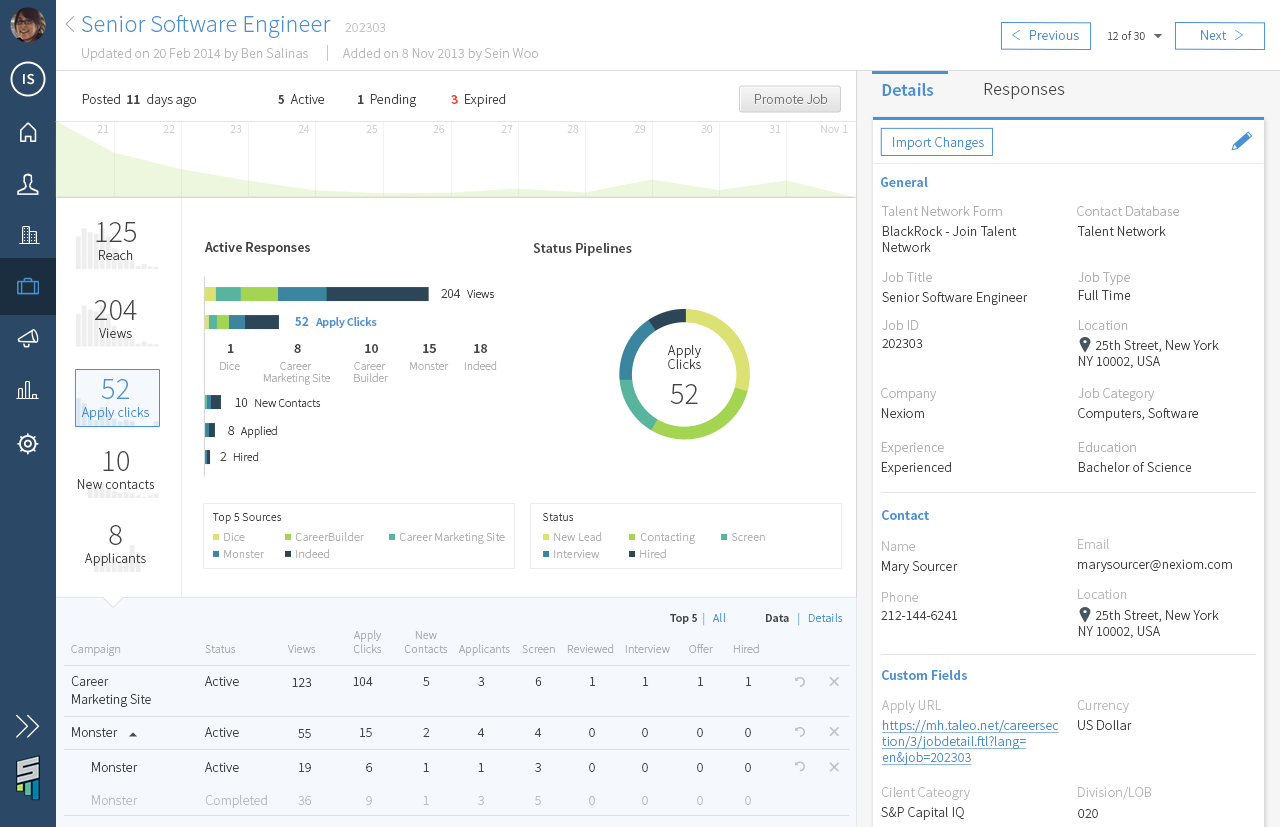 Senior Software Engineer 202303
Updated on 20 Feb 2014 by Ben Salinas | Added on 8 Nov 2013 by Sein Woo
< Previous 12 of 30 Next >
IS
Posted 11 days ago 5 Active 1 Pending 3 Expired Promote Job
21 22 23 24 25 26 27 28 29 30 31 Nov 1
125
Reach
204
Views
52
Apply clicks
10
New contacts
8
Applicants
Active Responses
204 Views
52 Apply Clicks
1 8 10 15 18
Dice Career Career Monster Indeed
Marketing Site Builder
10 New Contacts
8 Applied
2 Hired
Status Pipelines
Apply
Clicks
52
Top 5 Sources
Dice CareerBuilder Career Marketing Site
Monster Indeed
Status
New Lead Contacting Screen
Interview Hired
Top 5 | All Data | Details
Campaign Status Views Apply Clicks New Contacts Applicants Screen Reviewed Interview Offer Hired
Career Active 123 104 5 3 6 1 1 1 1
Marketing Site
Monster Active 55 15 2 4 4 0 0 0 0
Monster Active 19 6 1 1 3 0 0 0 0
Monster Completed 36 9 1 3 5 0 0 0 0
Details Responses
Import Changes
General
Talent Network Form Contact Database
BlackRock - Join Talent Talent Network
Network
Job Title Job Type
Senior Software Engineer Full Time
Job ID Location
202303 25th Street, New York
NY 10002, USA
Company Job Category
Nexiom Computers, Software
Experience Education
Experienced Bachelor of Science
Contact
Name Email
Mary Sourcer marysourcer@nexiom.com
Phone Location
212-144-6241 25th Street, New York
NY 10002, USA
Custom Fields
Apply URL Currency
https://mh.taleo.net/careersec US Dollar
tion/3/jobdetail.ftl?lang=
en&job=202303
Cilent Cateogry Division/LOB
S&P Capital IQ 020